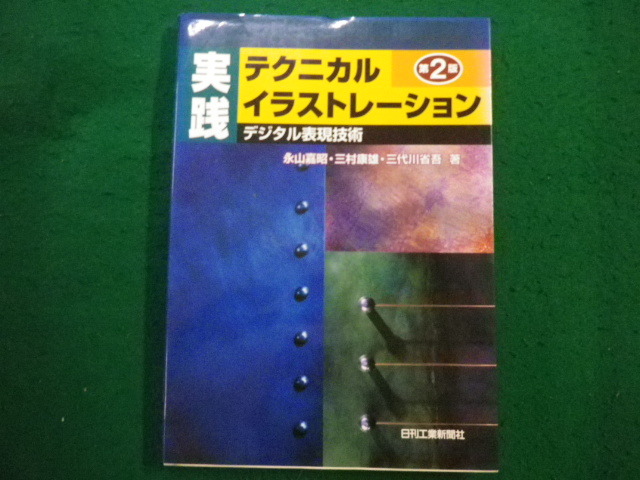 実践
テクニカル
第2版
イラストレーション
デジタル表現技術
永山嘉昭・三村康雄・三代川省吾 著
日刊工業新聞社